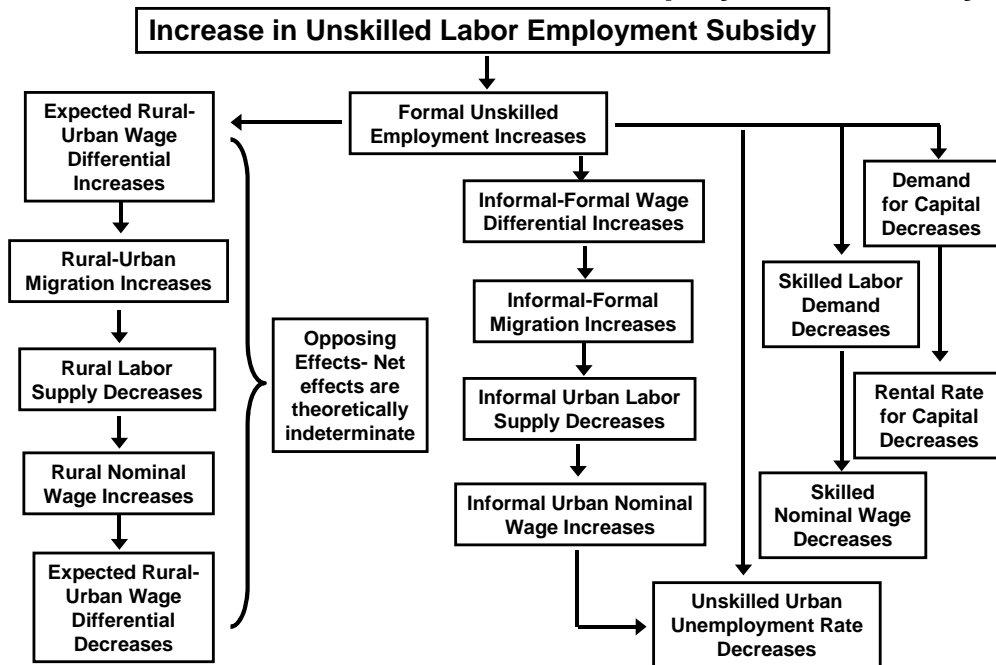 Increase in Unskilled Labor Employment Subsidy
Expected Rural-
Urban Wage
Differential
Increases
Formal Unskilled
Employment Increases
Rural-Urban
Migration Increases
Rural Labor
Supply Decreases
Rural Nominal
Wage Increases
Expected Rural-
Urban Wage
Differential
Decreases
Opposing
Effects- Net
effects are
theoretically
indeterminate
Informal-Formal Wage
Differential Increases
Informal-Formal
Migration Increases
Informal Urban Labor
Supply Decreases
Informal Urban Nominal
Wage Increases
Unskilled Urban
Unemployment Rate
Decreases
Skilled Labor
Demand
Decreases
Skilled
Nominal Wage
Decreases
Demand
for Capital
Decreases
Rental Rate
for Capital
Decreases